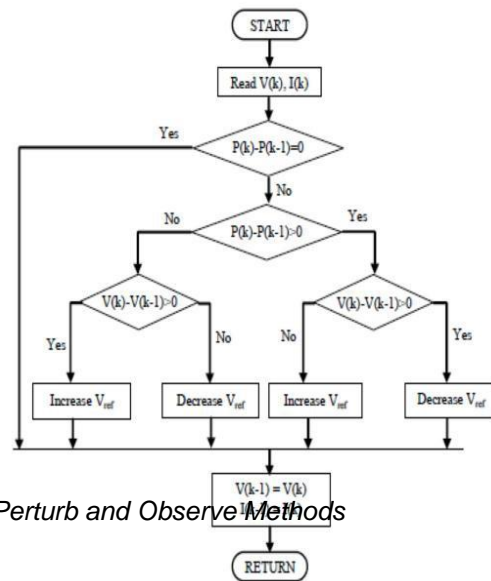 START
Read V(k), I(k)
P(k)-P(k-1)=0
Yes
No
P(k)-P(k-1)>0
No
Yes
V(k)-V(k-1)>0
V(k)-V(k-1)>0
Yes
No
No
Yes
Increase Vref
Decrease Vref
Increase Vref
Decrease Vref
V(k-1) = V(k)
Perturb and Observe Methods
RETURN